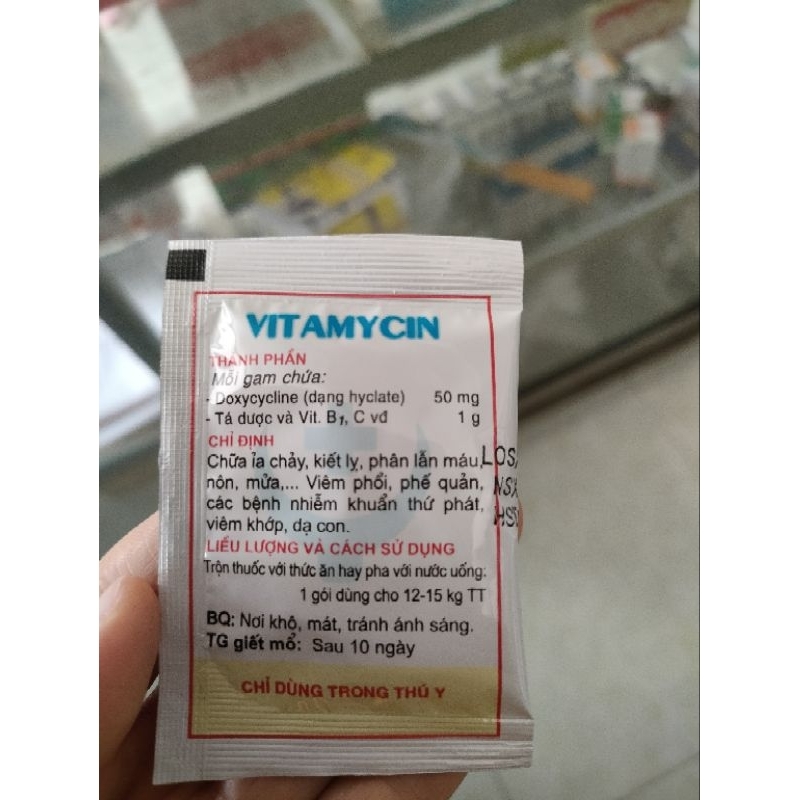 VITAMYCIN
THÀNH PHẦN
Mỗi gam chứa:
- Doxycycline (dạng hyclate) 50 mg
- Tá dược và Vit. B1, C vđ 1 g
CHỈ ĐỊNH
Chữa ỉa chảy, kiết lỵ, phân lẫn máu,
nôn, mửa,... Viêm phổi, phế quản,
các bệnh nhiễm khuẩn thứ phát,
viêm khớp, dạ con.
LIỀU LƯỢNG VÀ CÁCH SỬ DỤNG
Trộn thuốc với thức ăn hay pha với nước uống:
1 gói dùng cho 12-15 kg TT
BQ: Nơi khô, mát, tránh ánh sáng.
TG giết mổ: Sau 10 ngày
CHỈ DÙNG TRONG THÚ Y
NSX